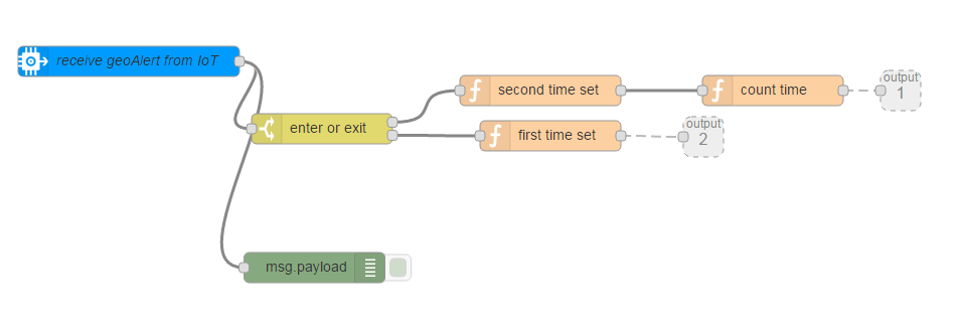 receive geoAlert from IoT
enter or exit
second time set
count time
output
1
first time set
output
2
msg.payload